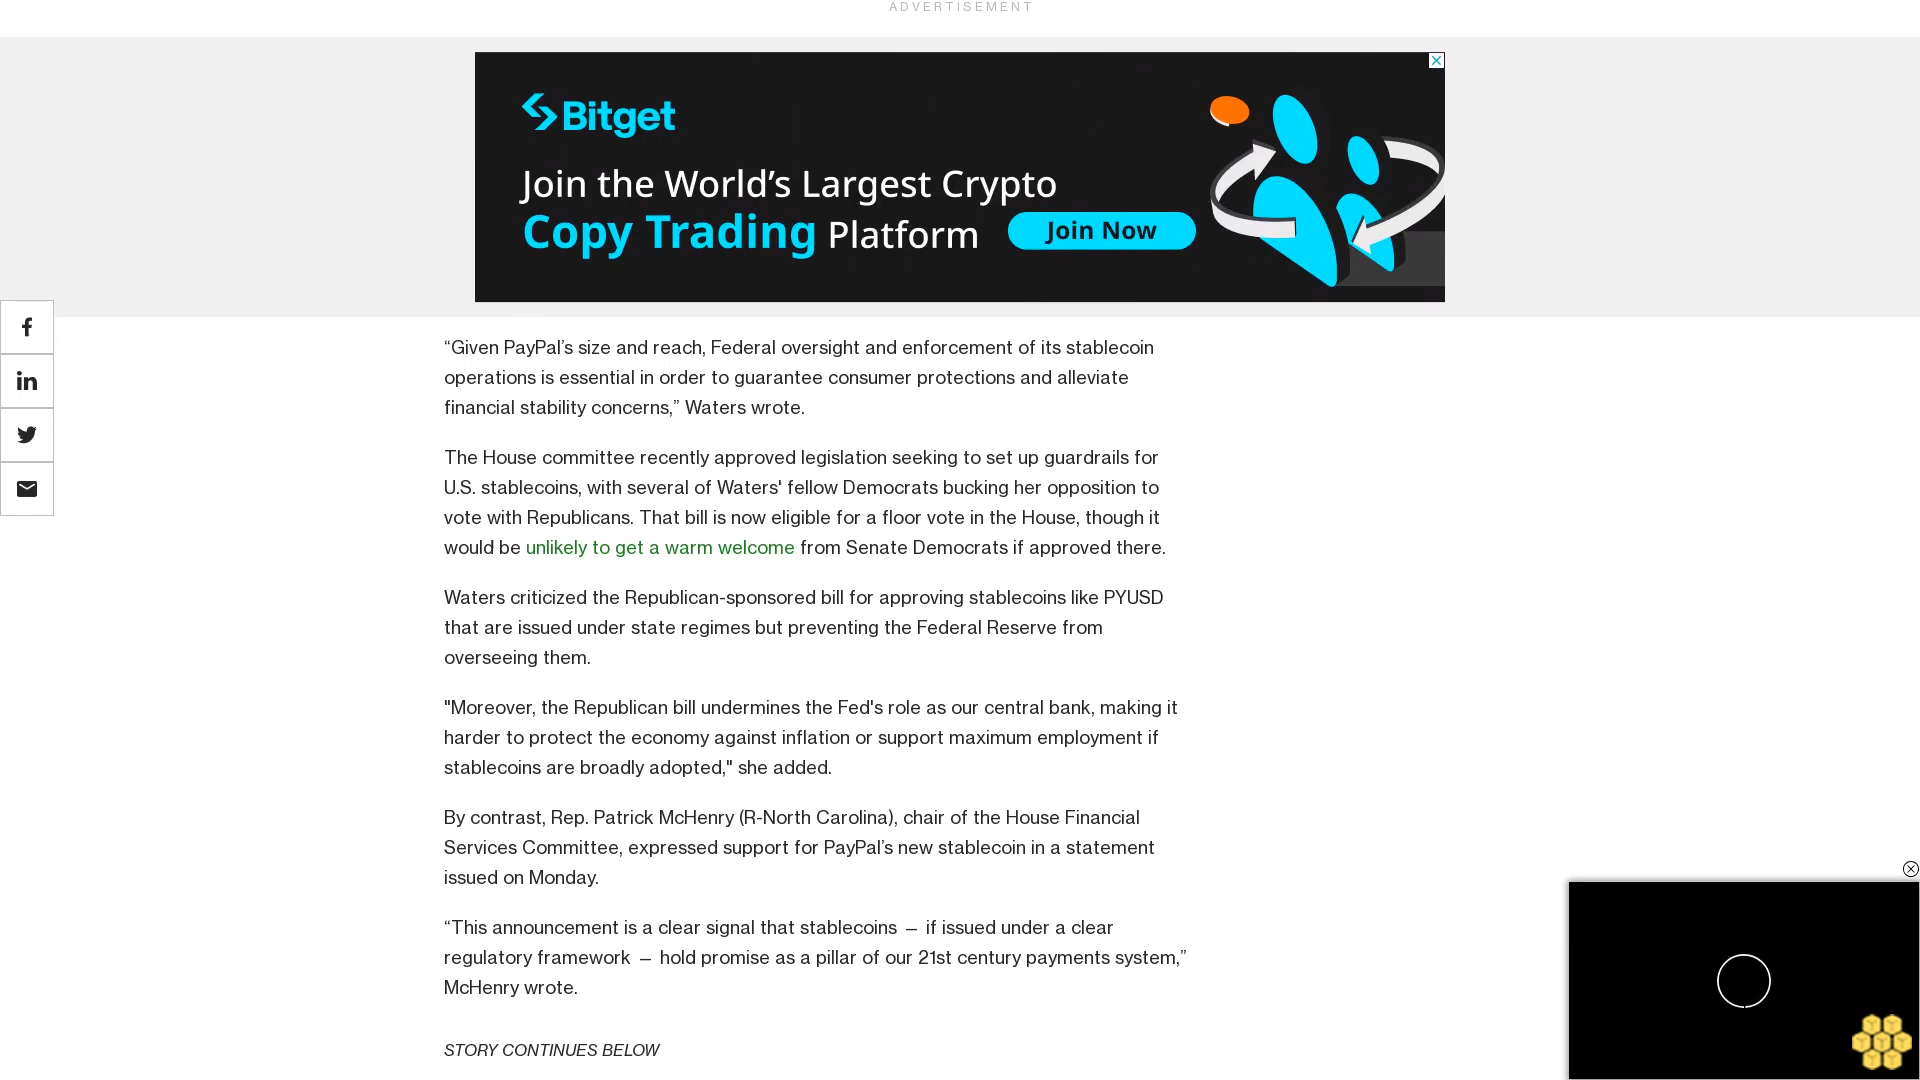 ADVERTISEMENT
Bitget
Join the World’s Largest Crypto
Copy Trading Platform
Join Now
“Given PayPal’s size and reach, Federal oversight and enforcement of its stablecoin
operations is essential in order to guarantee consumer protections and alleviate
financial stability concerns,” Waters wrote.
The House committee recently approved legislation seeking to set up guardrails for
U.S. stablecoins, with several of Waters' fellow Democrats bucking her opposition to
vote with Republicans. That bill is now eligible for a floor vote in the House, though it
would be unlikely to get a warm welcome from Senate Democrats if approved there.
Waters criticized the Republican-sponsored bill for approving stablecoins like PYUSD
that are issued under state regimes but preventing the Federal Reserve from
overseeing them.
"Moreover, the Republican bill undermines the Fed's role as our central bank, making it
harder to protect the economy against inflation or support maximum employment if
stablecoins are broadly adopted," she added.
By contrast, Rep. Patrick McHenry (R-North Carolina), chair of the House Financial
Services Committee, expressed support for PayPal’s new stablecoin in a statement
issued on Monday.
“This announcement is a clear signal that stablecoins — if issued under a clear
regulatory framework — hold promise as a pillar of our 21st century payments system,”
McHenry wrote.
STORY CONTINUES BELOW